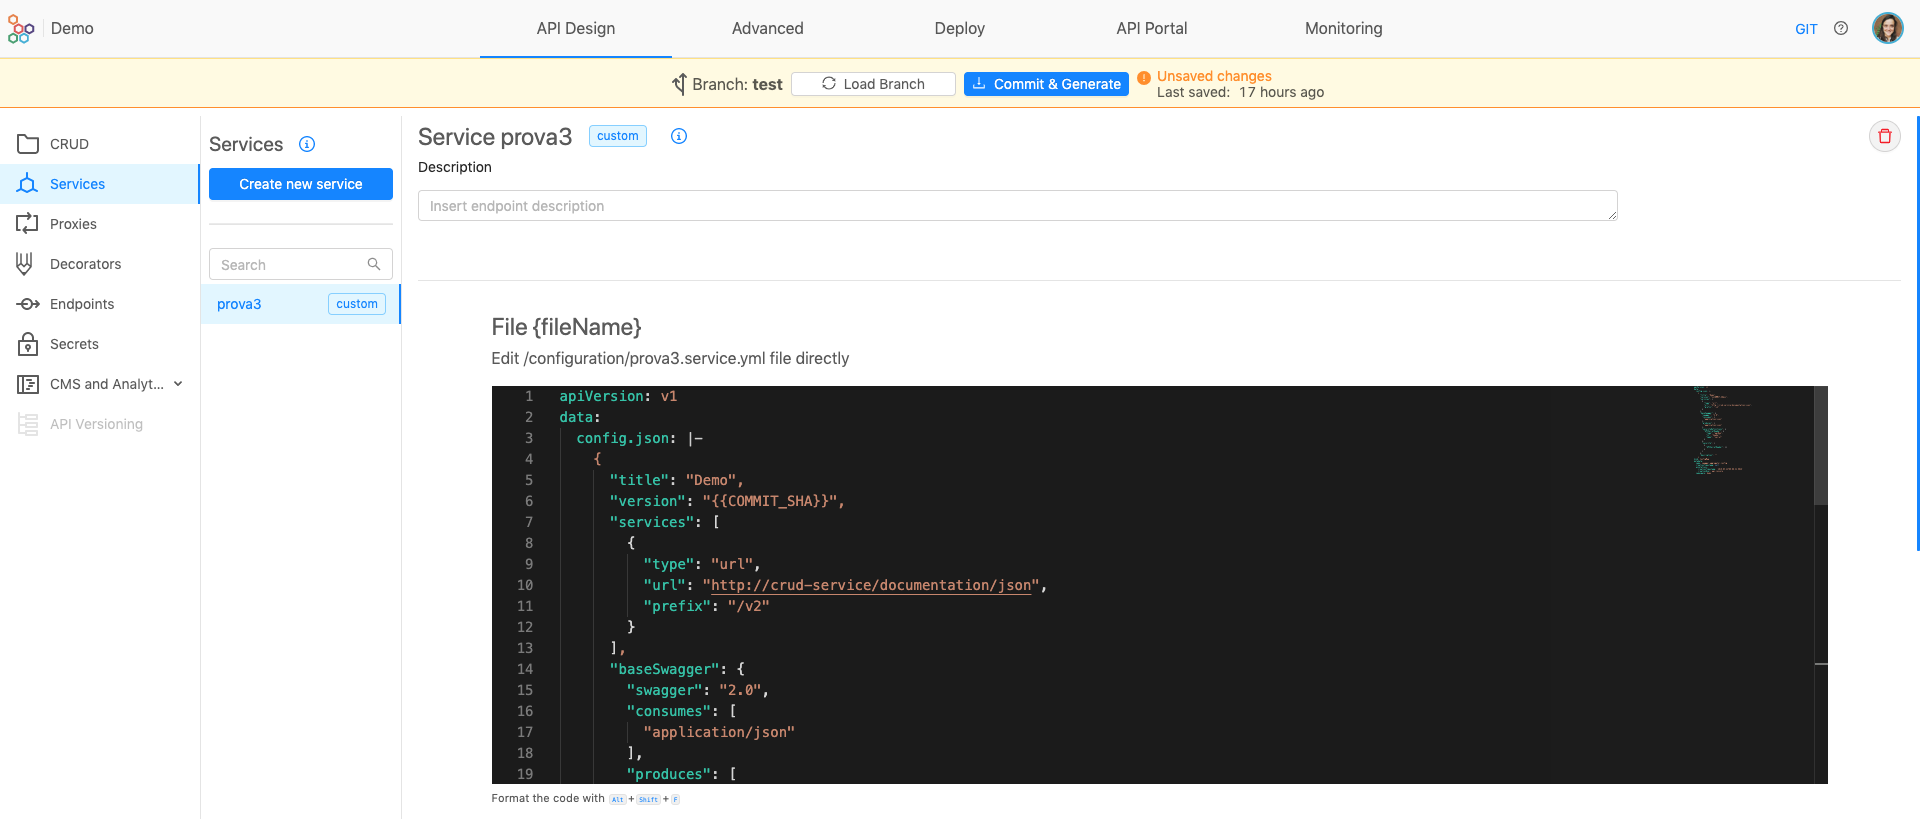 Demo
API Design
Advanced
Deploy
API Portal
Monitoring
GIT
Branch: test
Load Branch
Commit & Generate
Unsaved changes
Last saved: 17 hours ago
CRUD
Services
Proxies
Decorators
Endpoints
Secrets
CMS and Analyt...
API Versioning
Services
Create new service
Search
prova3 custom
Service prova3 custom
Description
Insert endpoint description
File {fileName}
Edit /configuration/prova3.service.yml file directly
1 apiVersion: v1
2 data:
3 config.json: |-
4 {
5 "title": "Demo",
6 "version": "{{COMMIT_SHA}}",
7 "services": [
8 {
9 "type": "url",
10 "url": "http://crud-service/documentation/json",
11 "prefix": "/v2"
12 }
13 ],
14 "baseSwagger": {
15 "swagger": "2.0",
16 "consumes": [
17 "application/json"
18 ],
19 "produces": [
Format the code with Alt + Shift + F